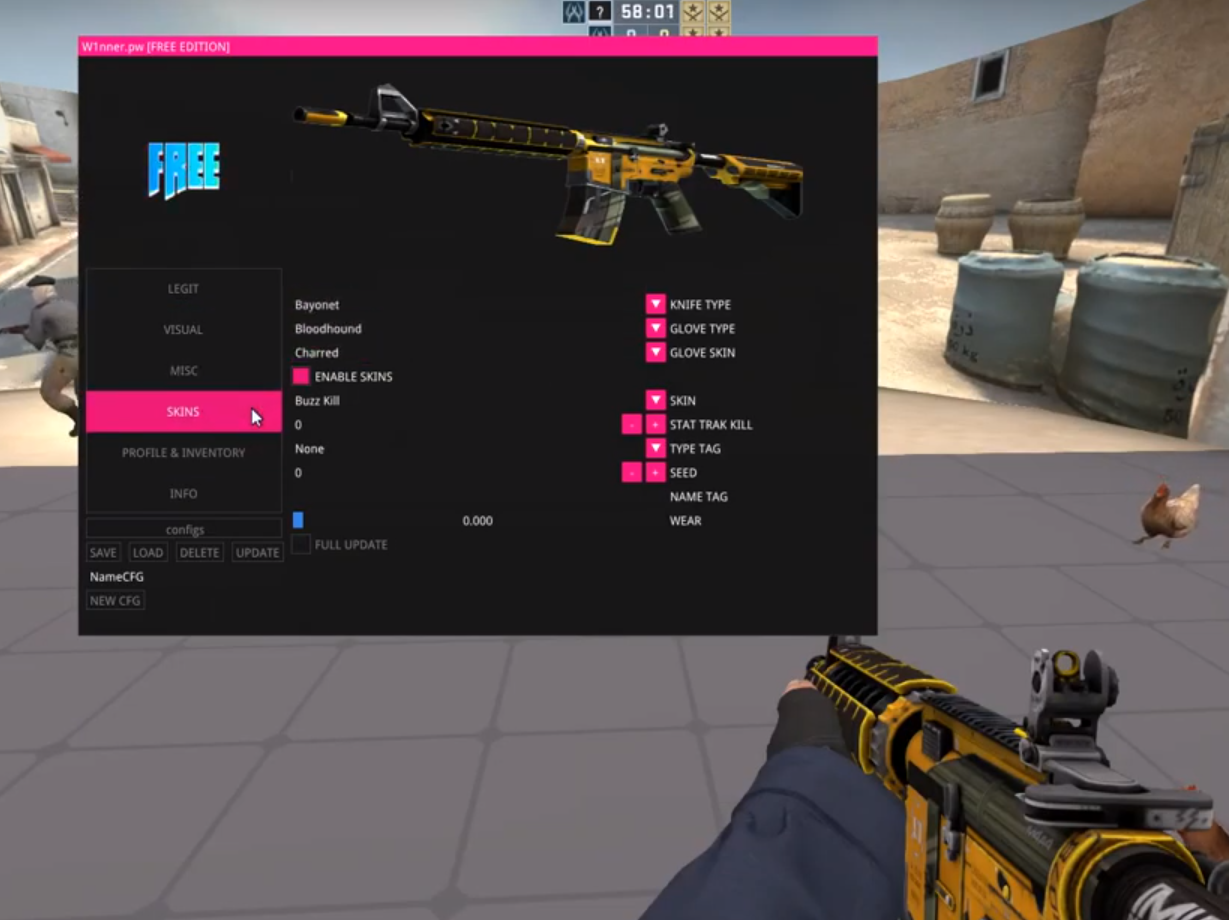 ? 58:01
W1nner.pw [FREE EDITION]
FREE
LEGIT
VISUAL
MISC
SKINS
PROFILE & INVENTORY
INFO
configs
SAVE LOAD DELETE UPDATE
NameCFG
NEW CFG
Bayonet KNIFE TYPE
Bloodhound GLOVE TYPE
Charred GLOVE SKIN
ENABLE SKINS
Buzz Kill SKIN
0 - + STAT TRAK KILL
None TYPE TAG
0 - + SEED
NAME TAG
0.000 WEAR
FULL UPDATE